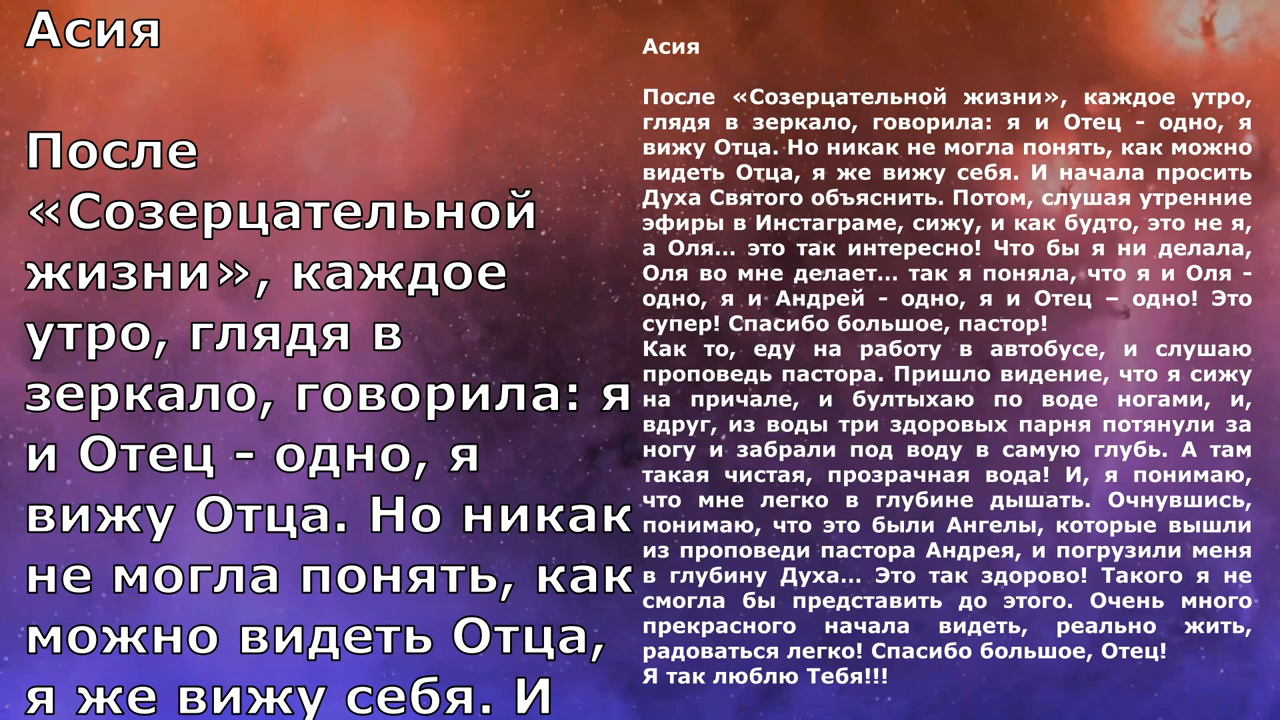 Асия
После
«Созерцательной
жизни», каждое
утро, глядя в
зеркало, говорила: я
и Отец - одно, я
вижу Отца. Но никак
не могла понять, как
можно видеть Отца,
я же вижу себя. И
Асия
После «Созерцательной жизни», каждое утро,
глядя в зеркало, говорила: я и Отец - одно, я
вижу Отца. Но никак не могла понять, как можно
видеть Отца, я же вижу себя. И начала просить
Духа Святого объяснить. Потом, слушая утренние
эфиры в Инстаграме, сижу, и как будто, это не я,
а Оля... это так интересно! Что бы я ни делала,
Оля во мне делает... так я поняла, что я и Оля -
одно, я и Андрей - одно, я и Отец – одно! Это
супер! Спасибо большое, пастор!
Как то, еду на работу в автобусе, и слушаю
проповедь пастора. Пришло видение, что я сижу
на причале, и бултыхаю по воде ногами, и,
вдруг, из воды три здоровых парня потянули за
ногу и забрали под воду в самую глубь. А там
такая чистая, прозрачная вода! И, я понимаю,
что мне легко в глубине дышать. Очнувшись,
понимаю, что это были Ангелы, которые вышли
из проповеди пастора Андрея, и погрузили меня
в глубину Духа... Это так здорово! Такого я не
смогла бы представить до этого. Очень много
прекрасного начала видеть, реально жить,
радоваться легко! Спасибо большое, Отец!
Я так люблю Тебя!!!